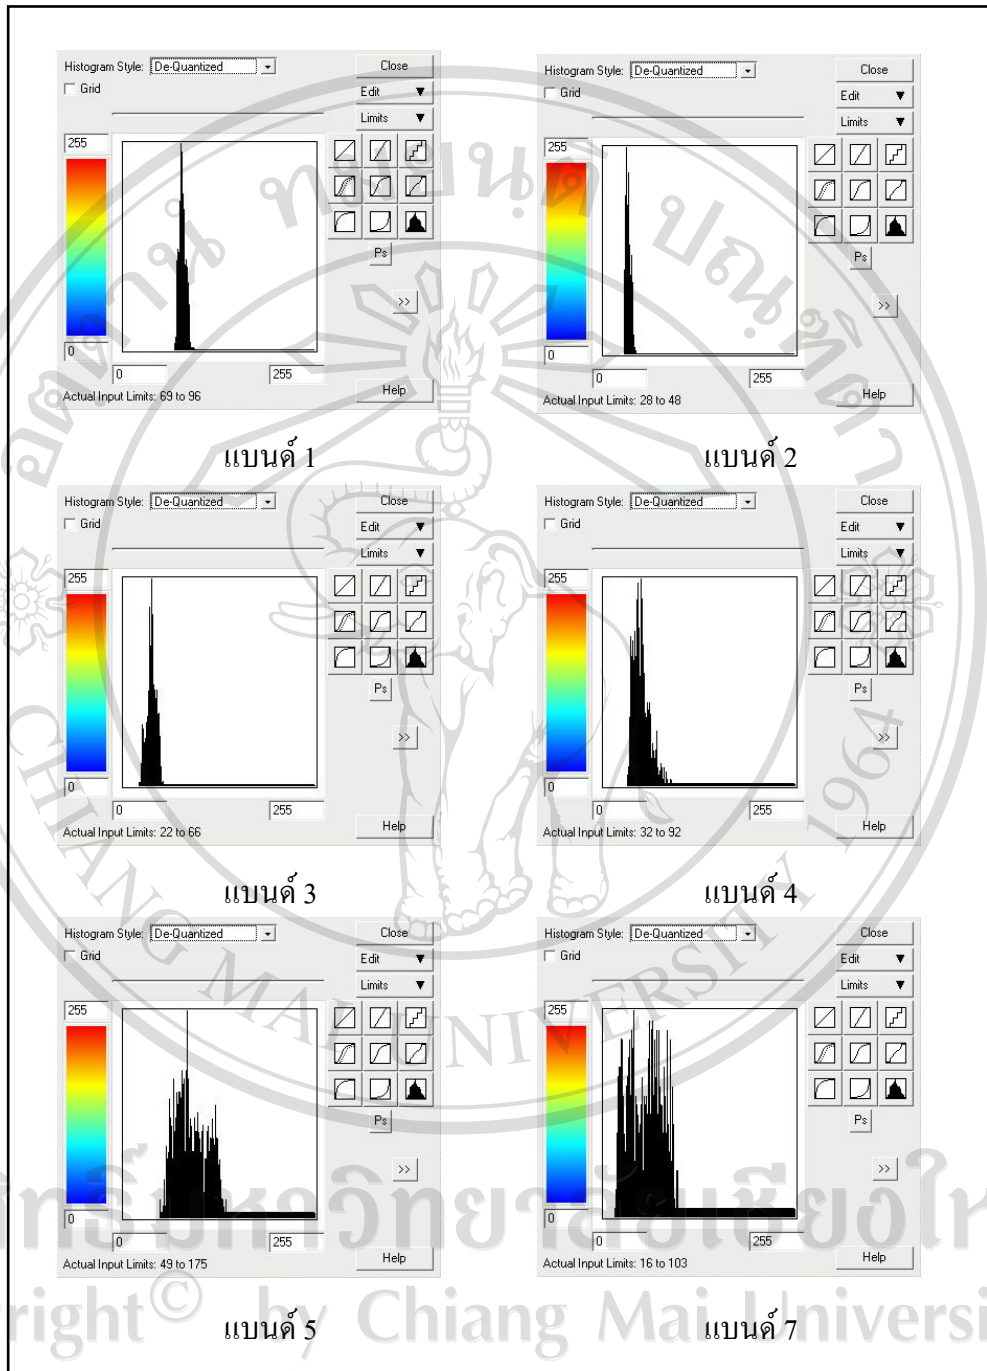 Histogram Style: De-Quantized Close
Grid Edit
Limits
255
Ps
>>
0
0 255
Actual Input Limits: 69 to 96 Help
แบนด์ 1
Histogram Style: De-Quantized Close
Grid Edit
Limits
255
Ps
>>
0
0 255
Actual Input Limits: 28 to 48 Help
แบนด์ 2
Histogram Style: De-Quantized Close
Grid Edit
Limits
255
Ps
>>
0
0 255
Actual Input Limits: 22 to 66 Help
แบนด์ 3
Histogram Style: De-Quantized Close
Grid Edit
Limits
255
Ps
>>
0
0 255
Actual Input Limits: 32 to 92 Help
แบนด์ 4
Histogram Style: De-Quantized Close
Grid Edit
Limits
255
Ps
>>
0
0 255
Actual Input Limits: 49 to 175 Help
แบนด์ 5
Histogram Style: De-Quantized Close
Grid Edit
Limits
255
Ps
>>
0
0 255
Actual Input Limits: 16 to 103 Help
แบนด์ 7
CHIANG MAI UNIVERSITY 1964
right © by Chiang Mai Universi